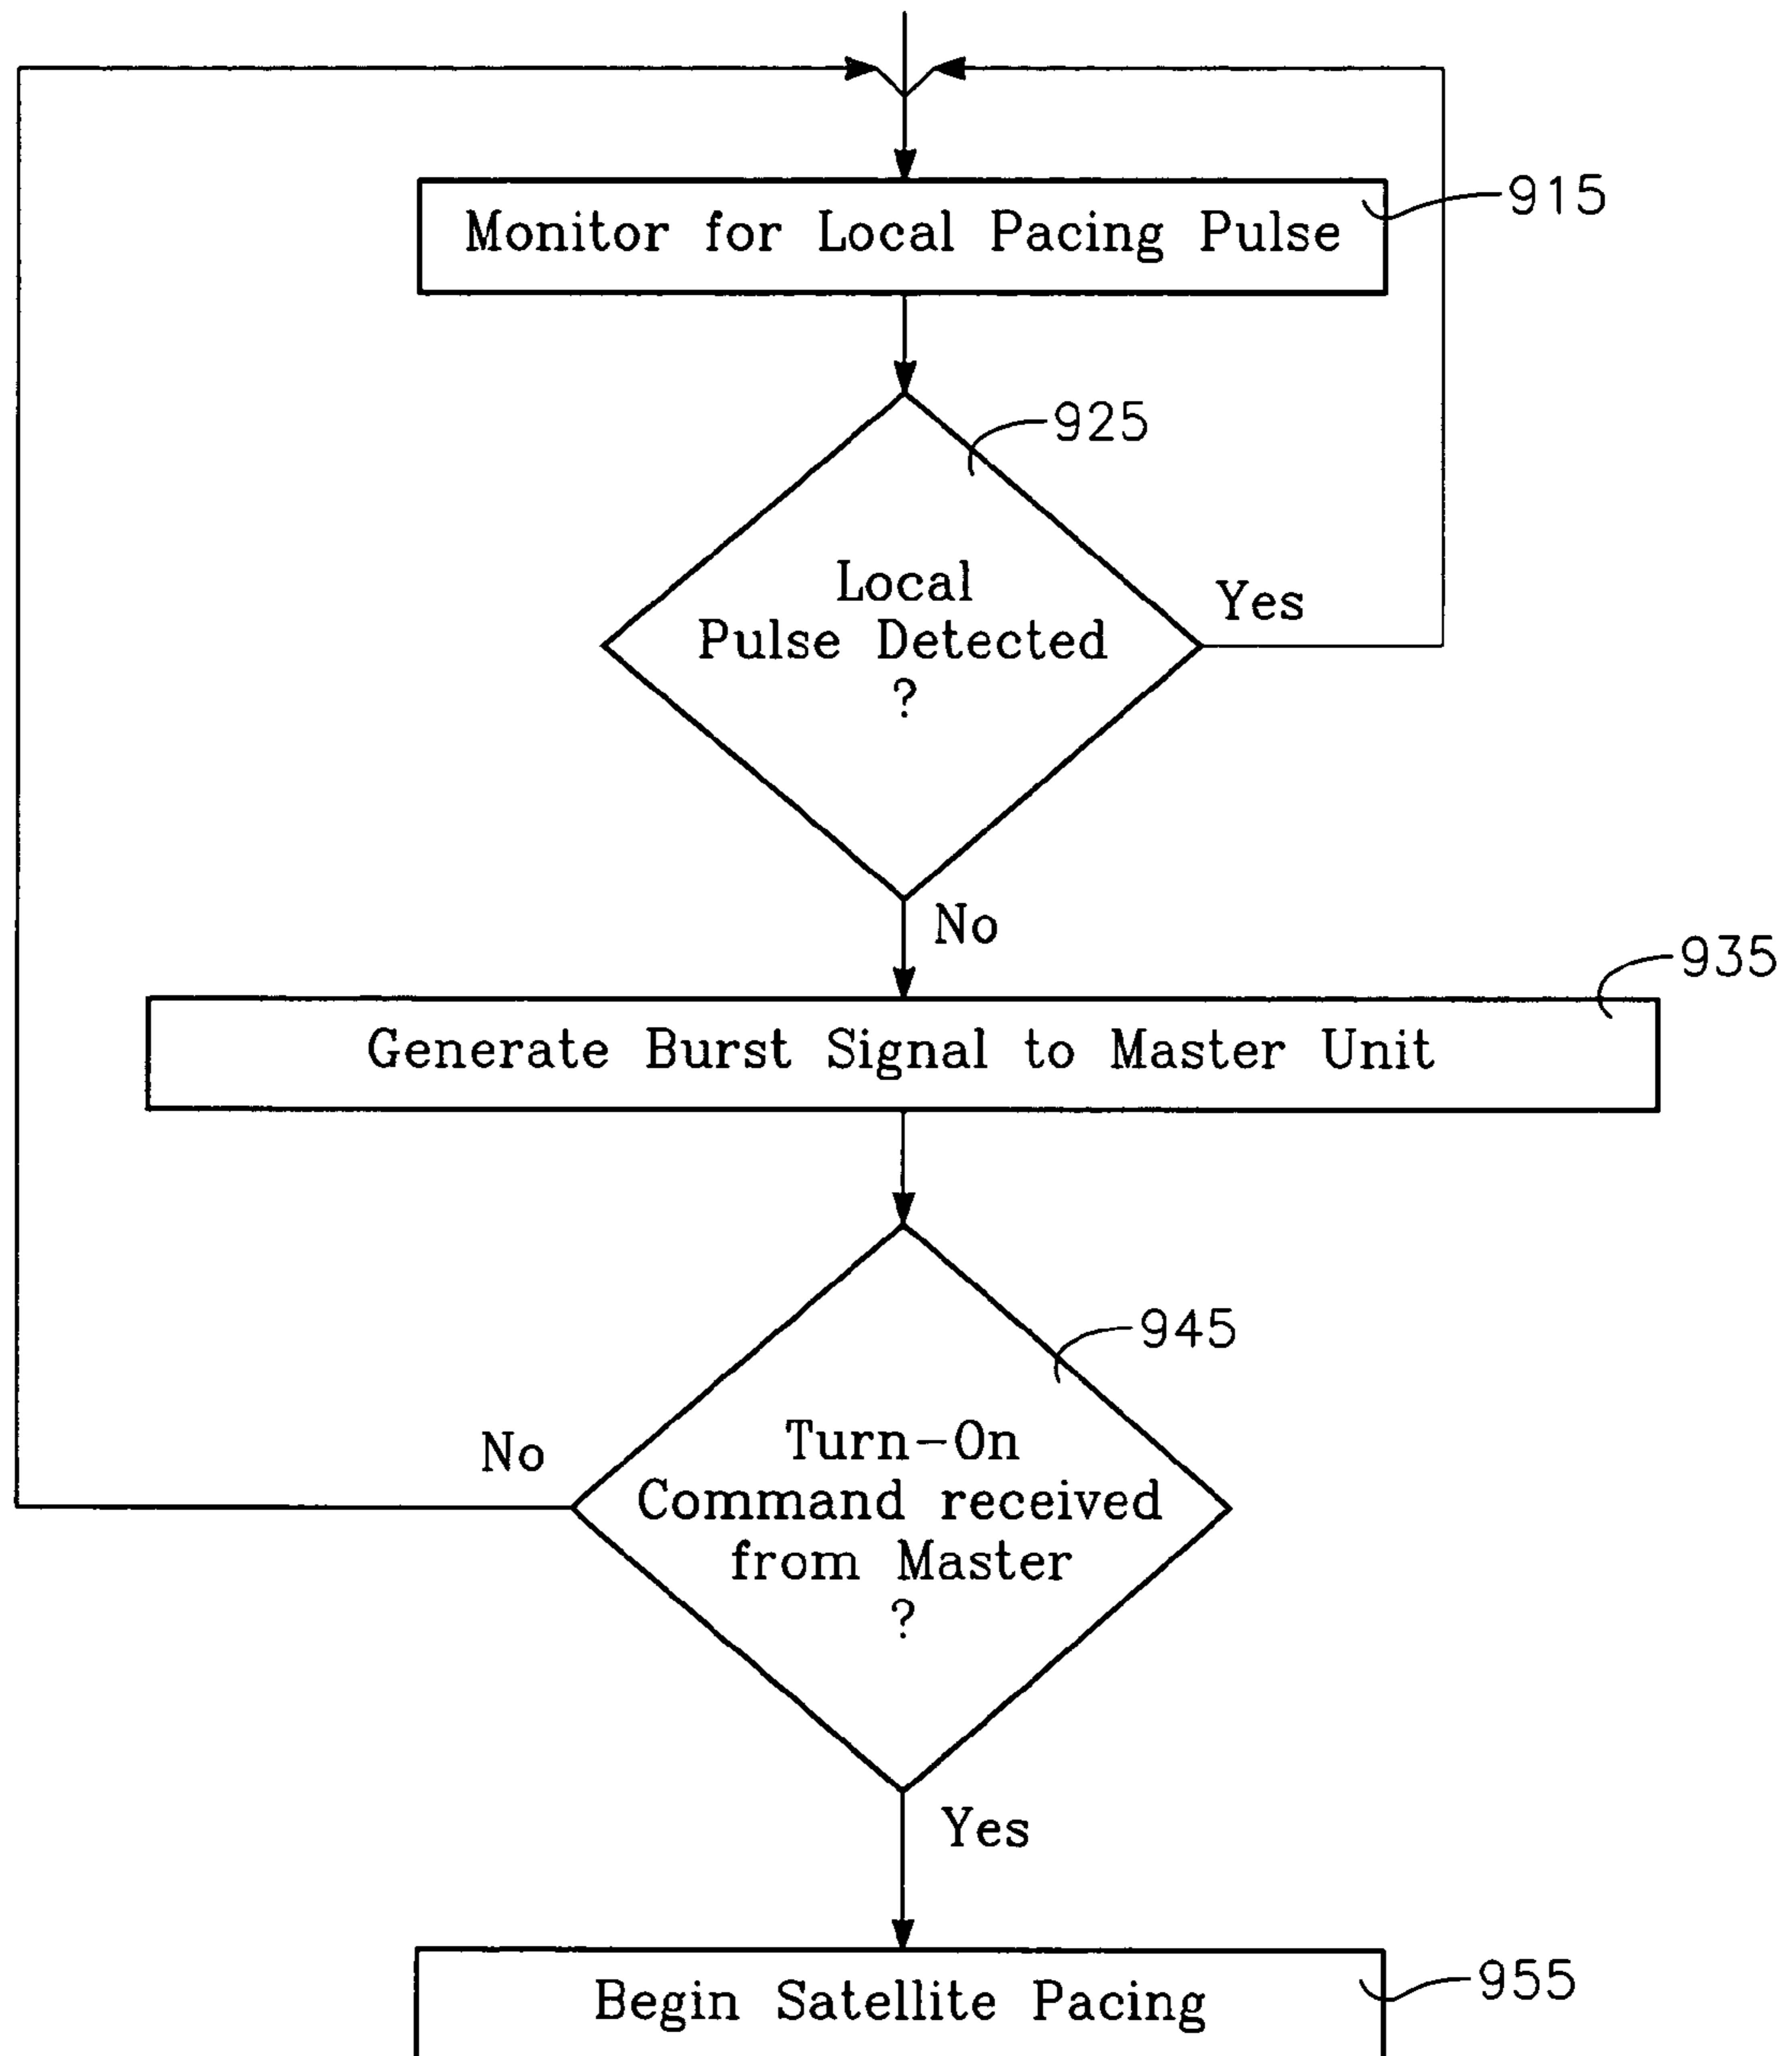 Monitor for Local Pacing Pulse
915
925
Local
Pulse Detected
?
Yes
No
935
Generate Burst Signal to Master Unit
945
No
Turn-On
Command received
from Master
?
Yes
955
Begin Satellite Pacing